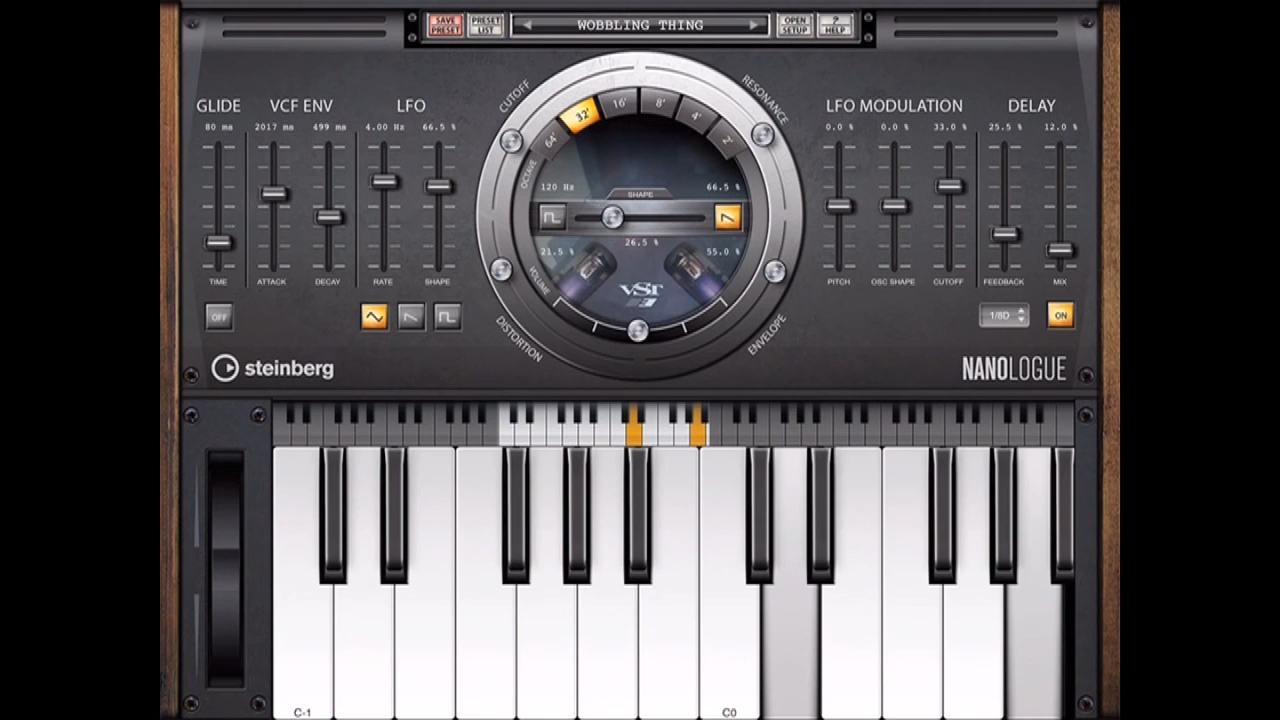 SAVE PRESET
PRESET LIST
WOBBLING THING
OPEN SETUP
? HELP
GLIDE VCF ENV LFO
80 ms 2017 ms 499 ms 4.00 Hz 66.5 %
TIME ATTACK DECAY RATE SHAPE
OFF
CUTOFF
RESONANCE
OCTAVE
64' 32' 16' 8' 4' 2'
120 Hz SHAPE 66.5 %
26.5 %
21.5 % 55.0 %
VOLUME
VST 3
DISTORTION
ENVELOPE
LFO MODULATION DELAY
0.0 % 0.0 % 33.0 % 25.5 % 12.0 %
PITCH OSC SHAPE CUTOFF FEEDBACK MIX
1/8D ON
steinberg
NANOLOGUE
C-1 C0